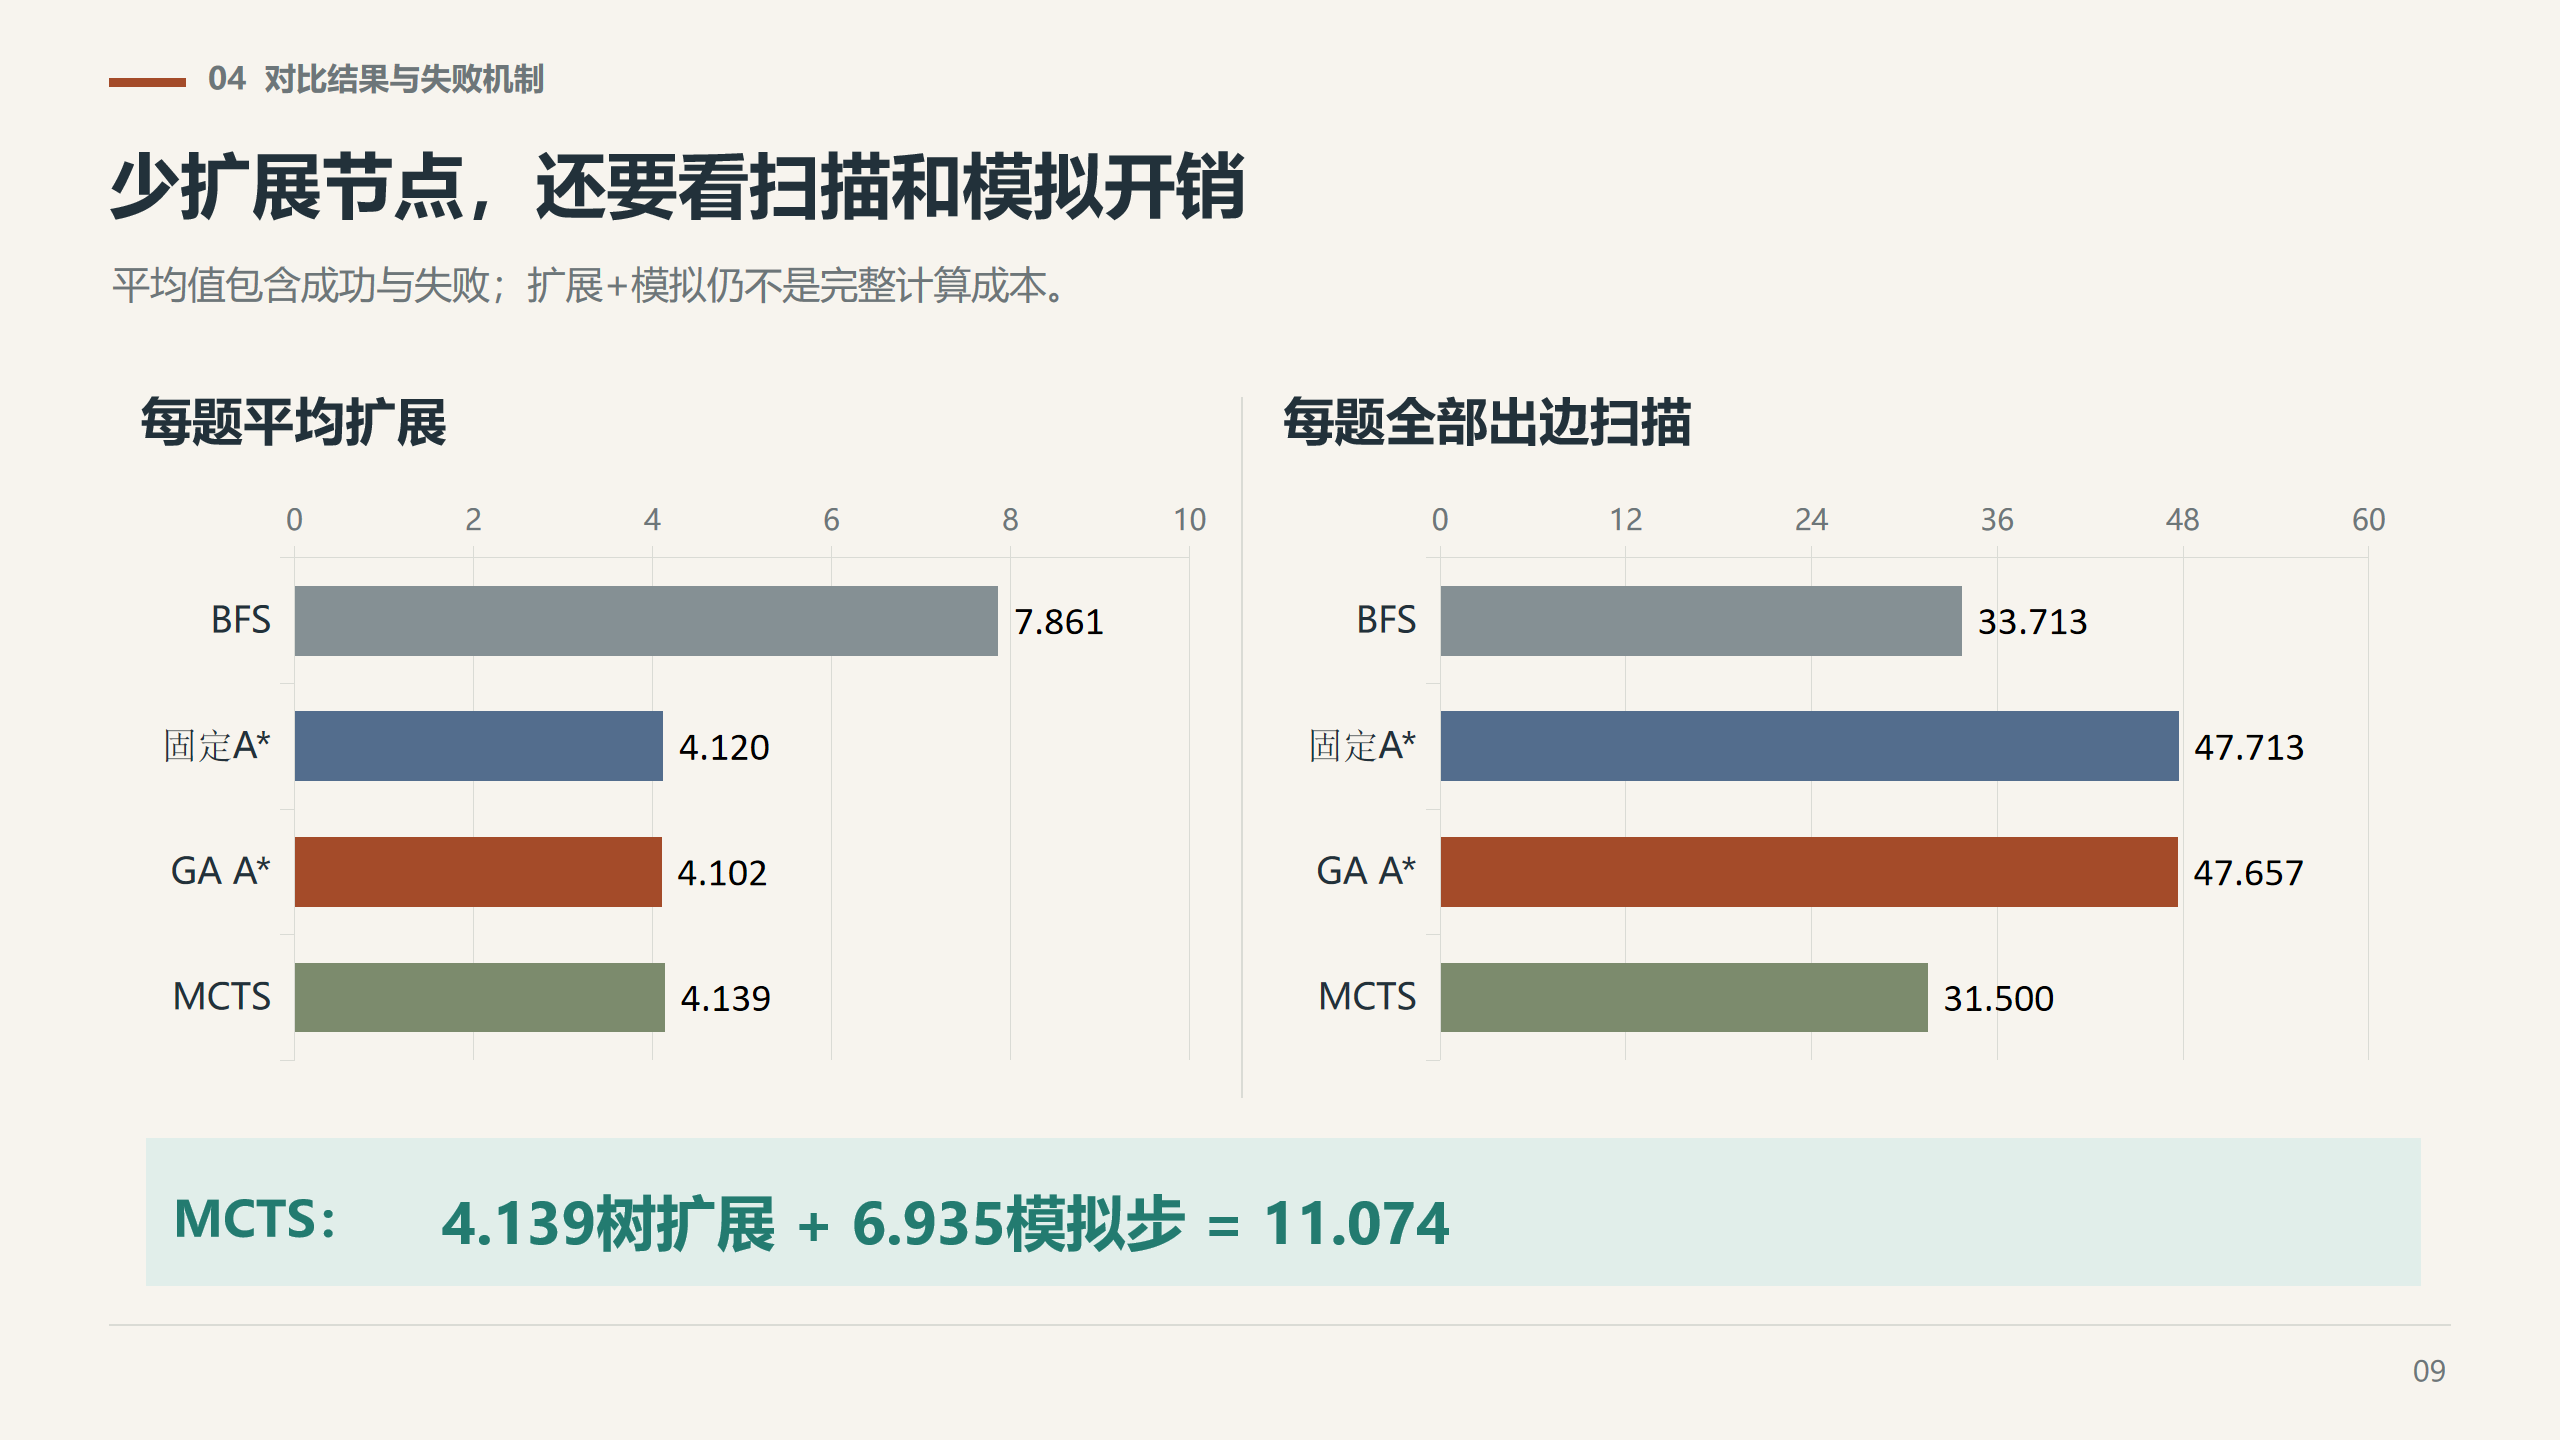 04 对比结果与失败机制
少扩展节点，还要看扫描和模拟开销
平均值包含成功与失败；扩展+模拟仍不是完整计算成本。
每题平均扩展
0 2 4 6 8 10
BFS 7.861
固定A* 4.120
GA A* 4.102
MCTS 4.139
每题全部出边扫描
0 12 24 36 48 60
BFS 33.713
固定A* 47.713
GA A* 47.657
MCTS 31.500
MCTS： 4.139树扩展 + 6.935模拟步 = 11.074
09